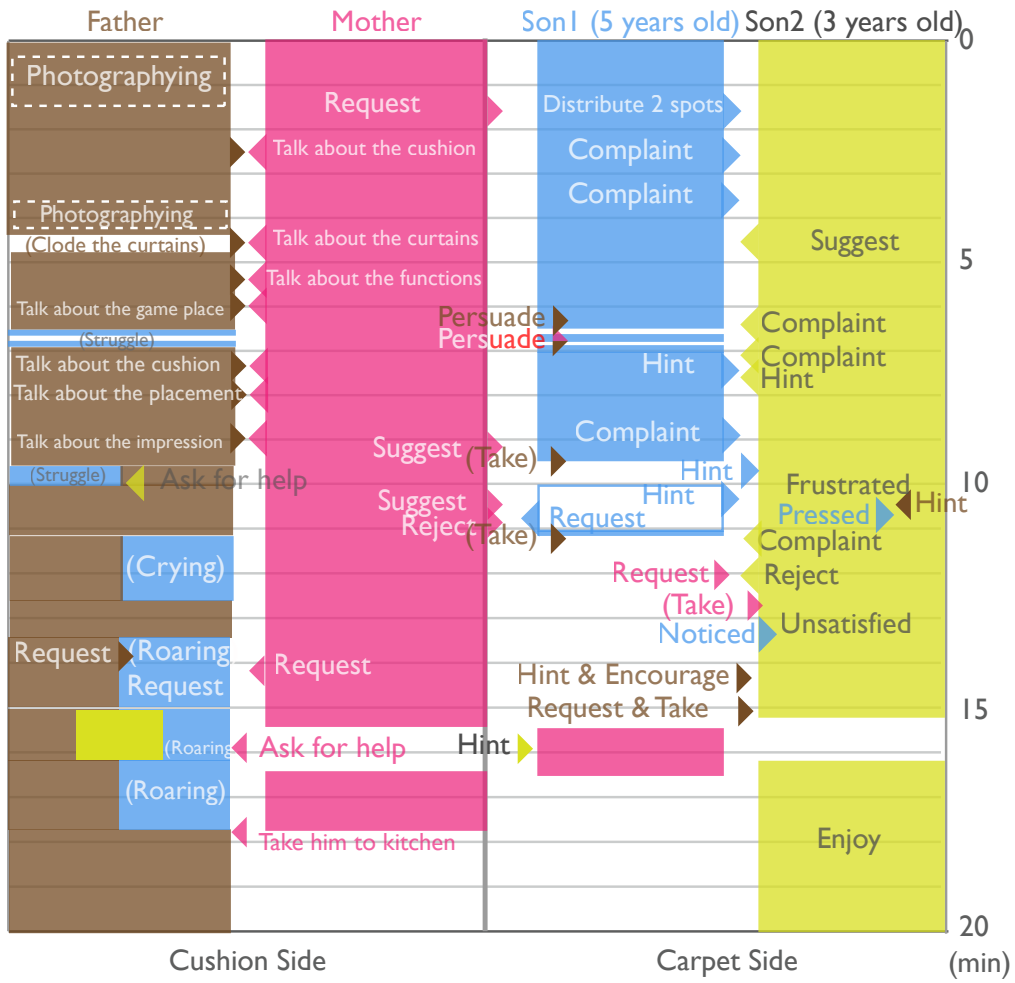 Father Mother Son1 (5 years old) Son2 (3 years old)
0
Photographying
Request
Distribute 2 spots
Talk about the cushion
Complaint
Complaint
Photographying
(Clode the curtains)
Talk about the curtains
Suggest
5
Talk about the functions
Talk about the game place
Persuade
Complaint
(Struggle)
Persuade
Complaint
Talk about the cushion
Hint
Hint
Talk about the placement
Complaint
Talk about the impression
Suggest
(Take)
Hint
(Struggle)
Ask for help
Frustrated
10
Hint
Suggest
Hint
Request
Pressed
Reject
(Take)
Complaint
(Crying)
Request
Reject
(Take)
Unsatisfied
Noticed
Request
(Roaring
Request
Request
Hint & Encourage
Request & Take
15
(Roaring
Ask for help
Hint
(Roaring)
Take him to kitchen
Enjoy
20
Cushion Side Carpet Side (min)